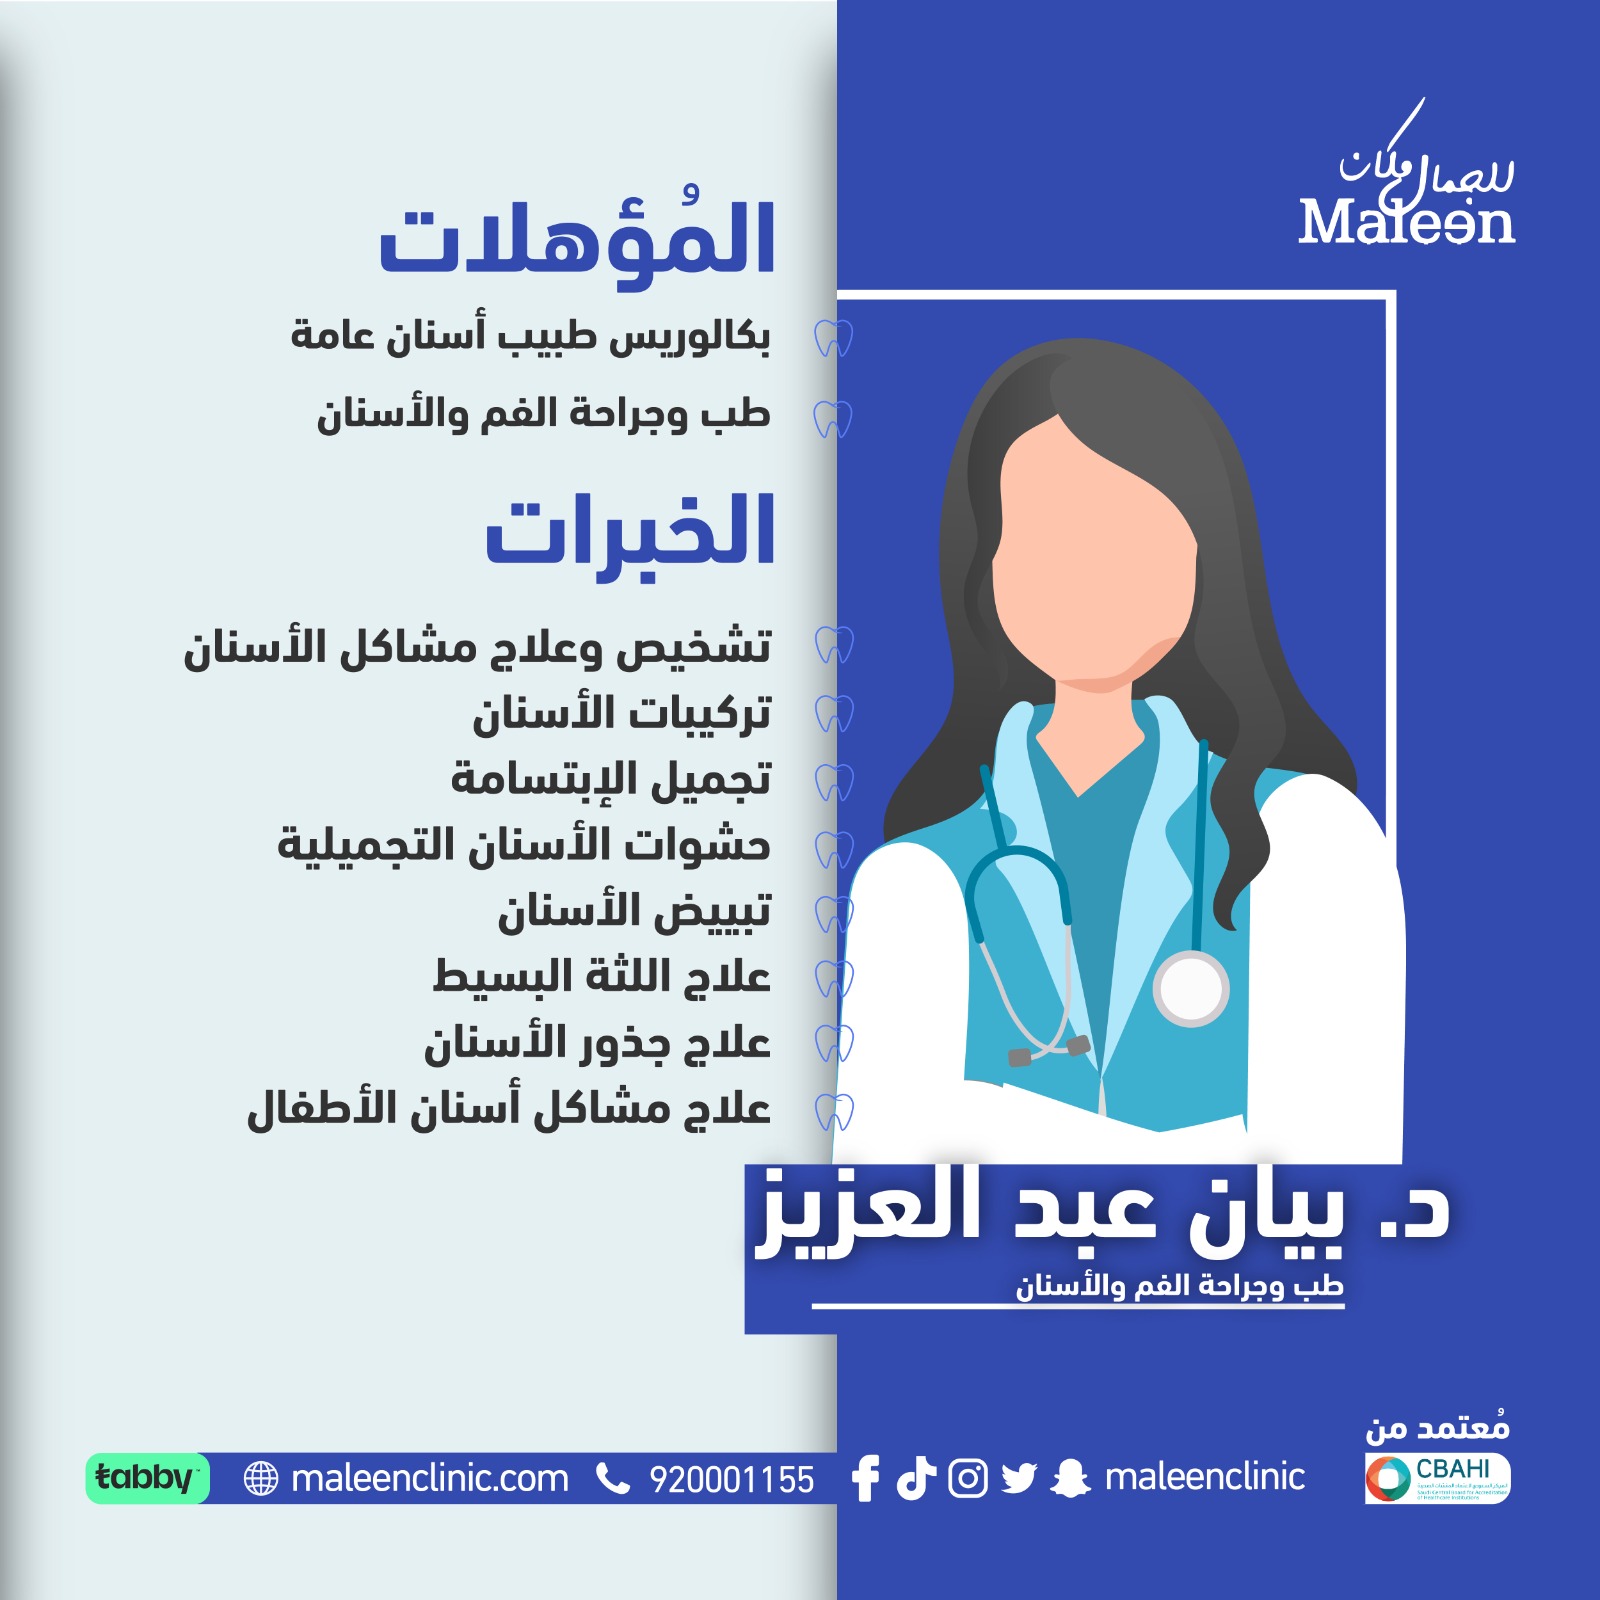 للجمال مكان
Maleen
المُؤهلات
بكالوريس طبيب أسنان عامة
طب وجراحة الفم والأسنان
الخبرات
تشخيص وعلاج مشاكل الأسنان
تركيبات الأسنان
تجميل الإبتسامة
حشوات الأسنان التجميلية
تبييض الأسنان
علاج اللثة البسيط
علاج جذور الأسنان
علاج مشاكل أسنان الأطفال
د. بيان عبد العزيز
طب وجراحة الفم والأسنان
مُعتمد من
CBAHI
tabby
maleenclinic.com
920001155
maleenclinic